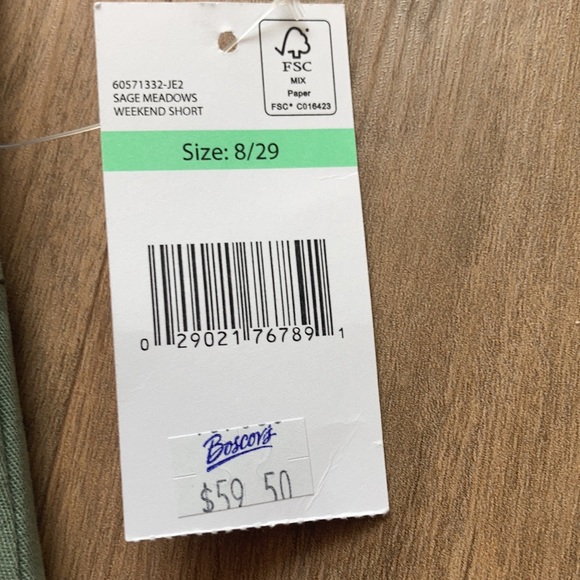 FSC
MIX
Paper
FSC® C016423
60571332-JE2
SAGE MEADOWS
WEEKEND SHORT
Size: 8/29
0 29021 76789 1
Boscov's
$59 50